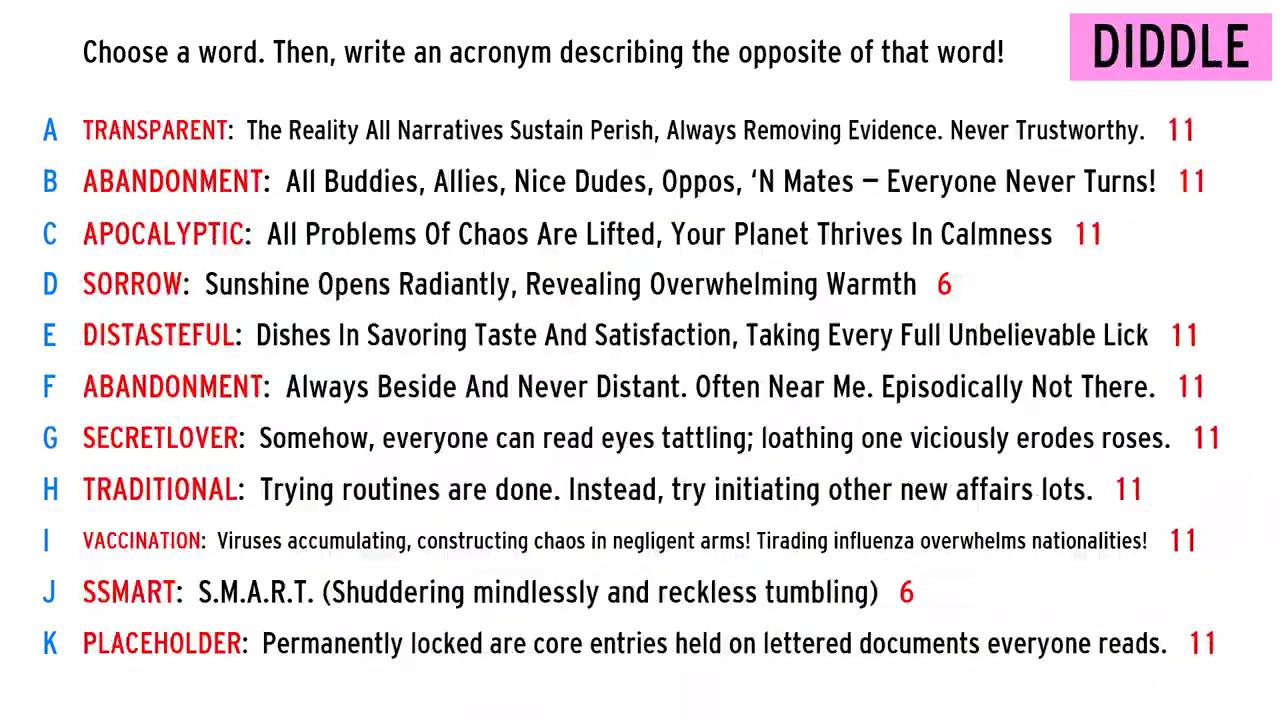 Choose a word. Then, write an acronym describing the opposite of that word!
DIDDLE
A TRANSPARENT: The Reality All Narratives Sustain Perish, Always Removing Evidence. Never Trustworthy. 11
B ABANDONMENT: All Buddies, Allies, Nice Dudes, Oppos, ‘N Mates – Everyone Never Turns! 11
C APOCALYPTIC: All Problems Of Chaos Are Lifted, Your Planet Thrives In Calmness 11
D SORROW: Sunshine Opens Radiantly, Revealing Overwhelming Warmth 6
E DISTASTEFUL: Dishes In Savoring Taste And Satisfaction, Taking Every Full Unbelievable Lick 11
F ABANDONMENT: Always Beside And Never Distant. Often Near Me. Episodically Not There. 11
G SECRETLOVER: Somehow, everyone can read eyes tattling; loathing one viciously erodes roses. 11
H TRADITIONAL: Trying routines are done. Instead, try initiating other new affairs lots. 11
I VACCINATION: Viruses accumulating, constructing chaos in negligent arms! Tirading influenza overwhelms nationalities! 11
J SSMART: S.M.A.R.T. (Shuddering mindlessly and reckless tumbling) 6
K PLACEHOLDER: Permanently locked are core entries held on lettered documents everyone reads. 11